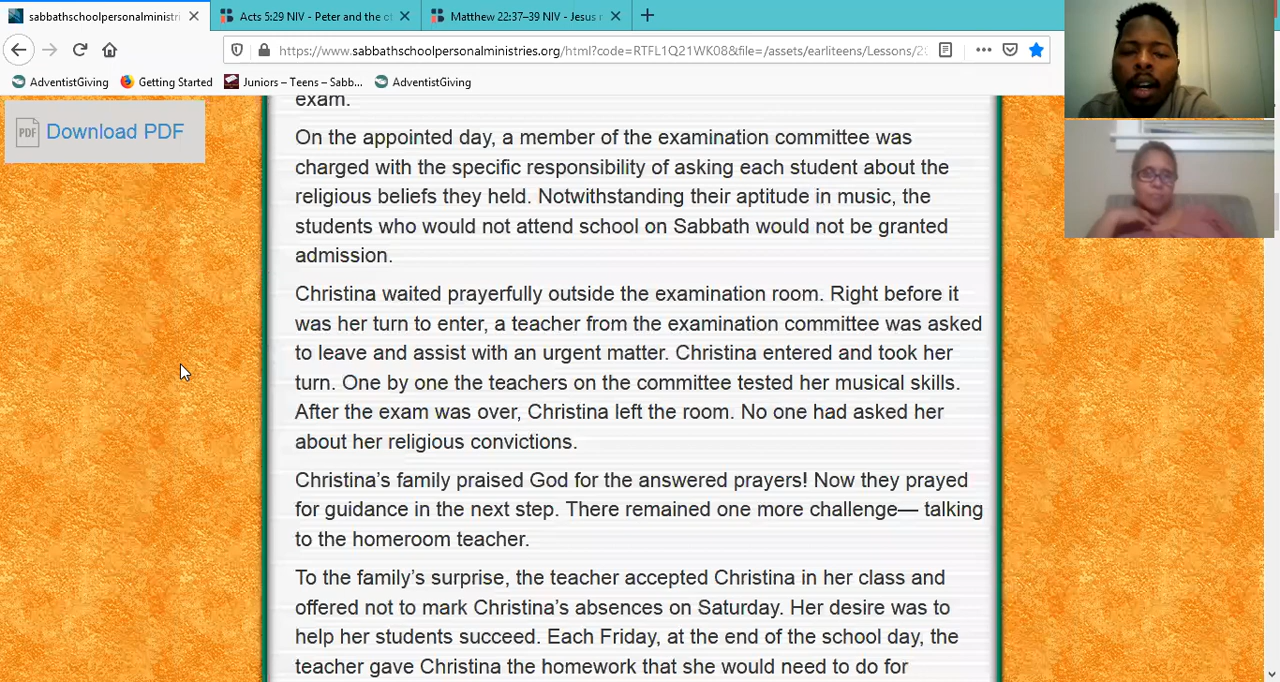 sabbathschoolpersonalministri
Acts 5:29 NIV - Peter and the o
Matthew 22:37–39 NIV - Jesus r
https://www.sabbathschoolpersonalministries.org/html?code=RTFL1Q21WK08&file=/assets/earliteens/Lessons/2
AdventistGiving
Getting Started
Juniors – Teens – Sabb...
AdventistGiving
PDF
Download PDF
exam.
On the appointed day, a member of the examination committee was
charged with the specific responsibility of asking each student about the
religious beliefs they held. Notwithstanding their aptitude in music, the
students who would not attend school on Sabbath would not be granted
admission.
Christina waited prayerfully outside the examination room. Right before it
was her turn to enter, a teacher from the examination committee was asked
to leave and assist with an urgent matter. Christina entered and took her
turn. One by one the teachers on the committee tested her musical skills.
After the exam was over, Christina left the room. No one had asked her
about her religious convictions.
Christina's family praised God for the answered prayers! Now they prayed
for guidance in the next step. There remained one more challenge— talking
to the homeroom teacher.
To the family's surprise, the teacher accepted Christina in her class and
offered not to mark Christina's absences on Saturday. Her desire was to
help her students succeed. Each Friday, at the end of the school day, the
teacher gave Christina the homework that she would need to do for